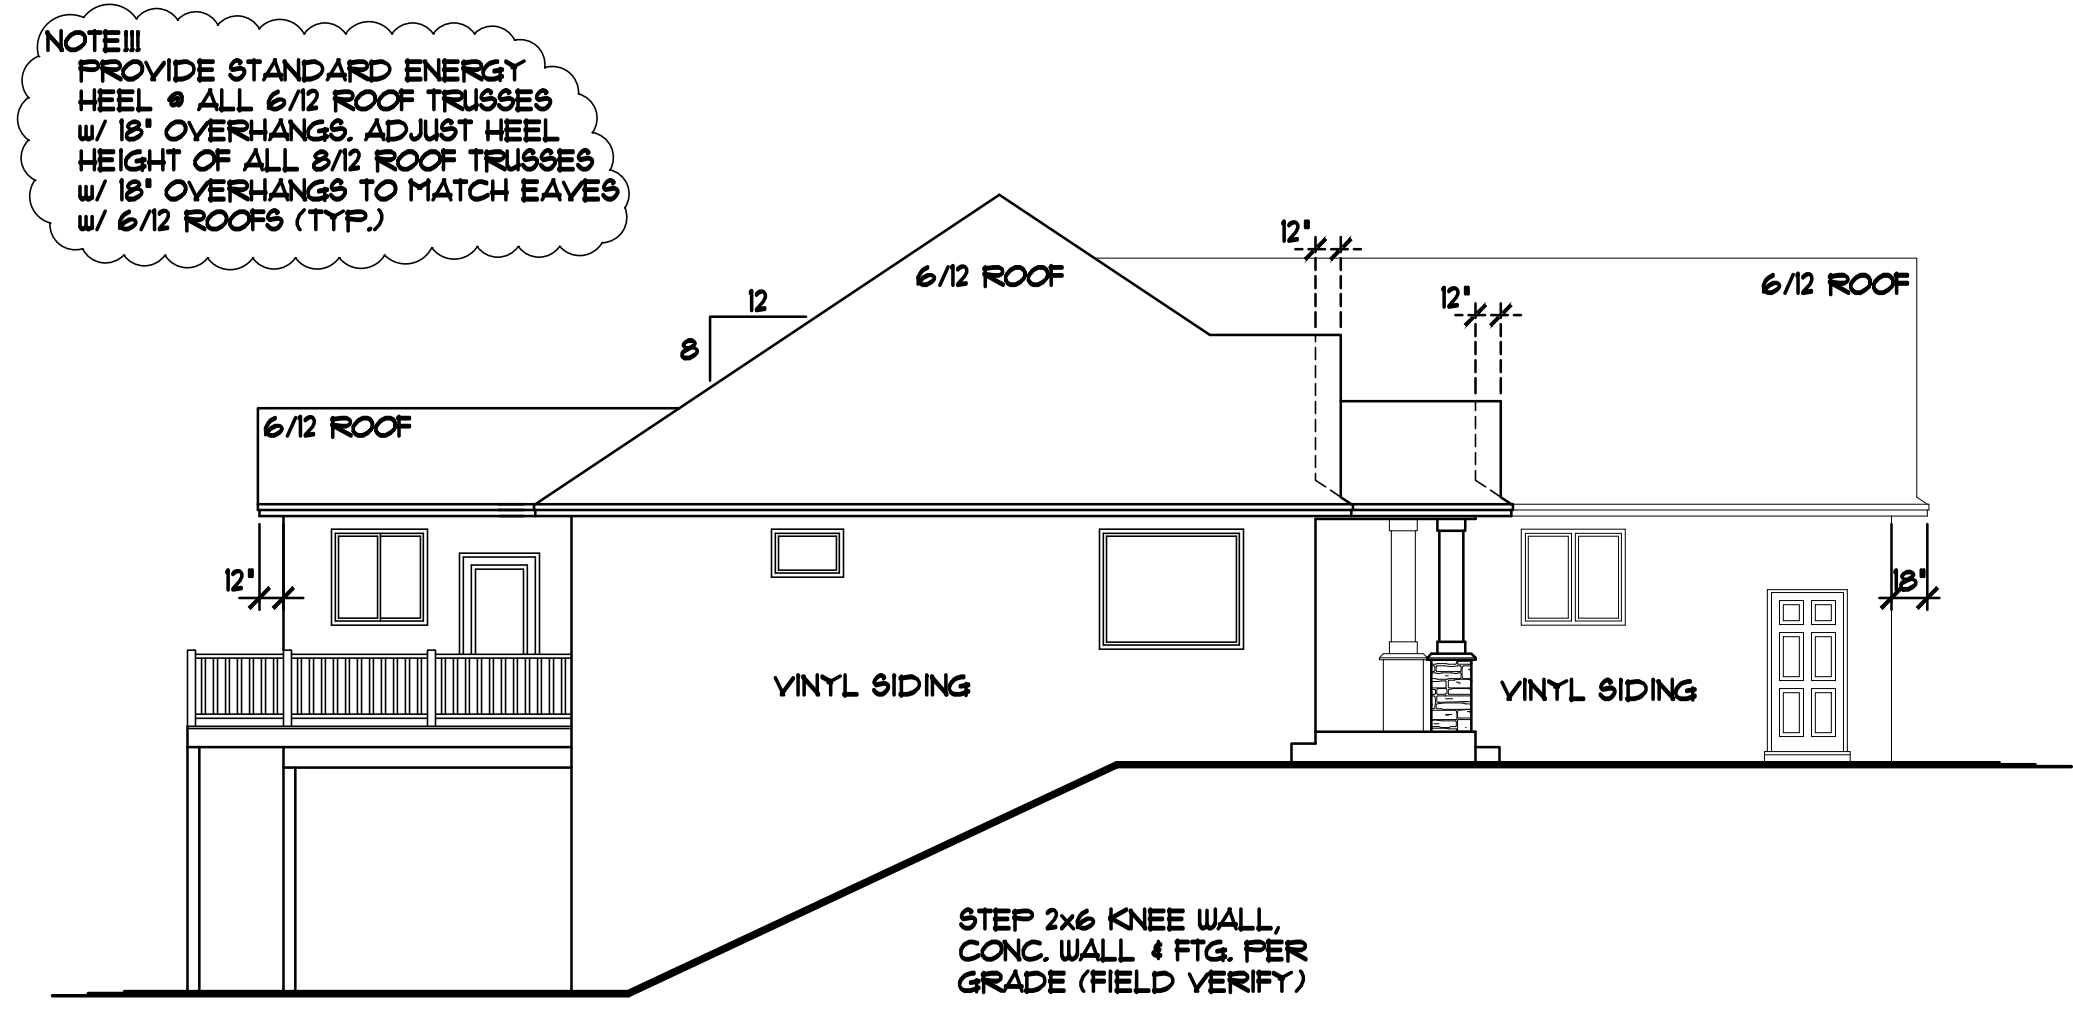 NOTE!!!
PROVIDE STANDARD ENERGY
HEEL @ ALL 6/12 ROOF TRUSSES
w/ 18" OVERHANGS. ADJUST HEEL
HEIGHT OF ALL 8/12 ROOF TRUSSES
w/ 18" OVERHANGS TO MATCH EAVES
w/ 6/12 ROOFS (TYP.)
12"
6/12 ROOF
6/12 ROOF
12"
12
8
6/12 ROOF
12"
18"
VINYL SIDING
VINYL SIDING
STEP 2x6 KNEE WALL,
CONC. WALL & FTG. PER
GRADE (FIELD VERIFY)